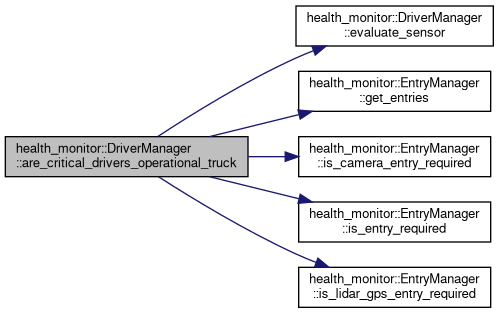 health_monitor::DriverManager
::evaluate_sensor
health_monitor::EntryManager
::get_entries
health_monitor::DriverManager
::are_critical_drivers_operational_truck
health_monitor::EntryManager
::is_camera_entry_required
health_monitor::EntryManager
::is_entry_required
health_monitor::EntryManager
::is_lidar_gps_entry_required